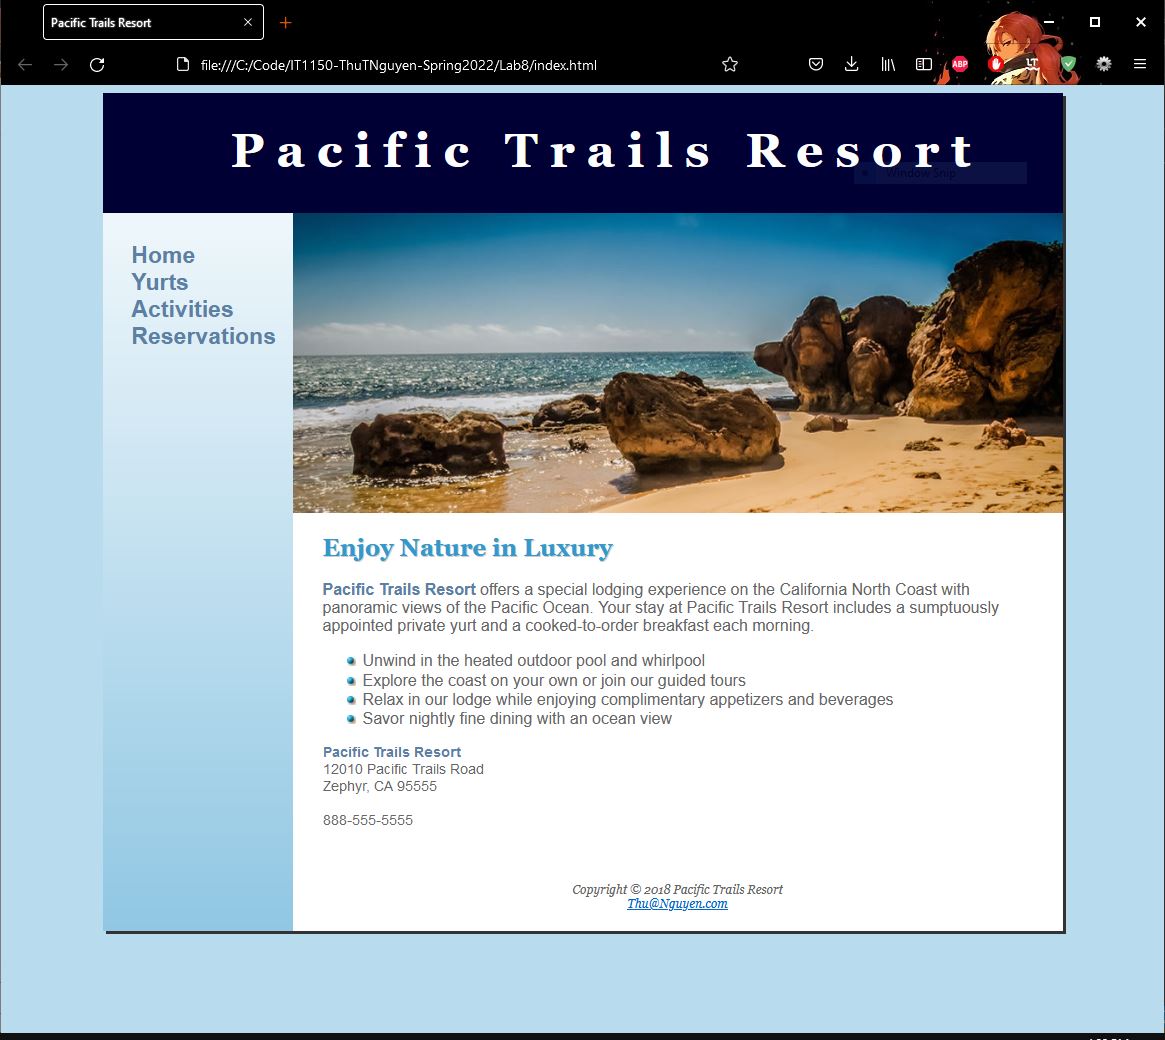 Pacific Trails Resort
file:///C:/Code/IT1150-ThuTNguyen-Spring2022/Lab8/index.html
ABP
LT
Pacific Trails Resort
Window Snip
Home
Yurts
Activities
Reservations
Enjoy Nature in Luxury
Pacific Trails Resort offers a special lodging experience on the California North Coast with
panoramic views of the Pacific Ocean. Your stay at Pacific Trails Resort includes a sumptuously
appointed private yurt and a cooked-to-order breakfast each morning.
Unwind in the heated outdoor pool and whirlpool
Explore the coast on your own or join our guided tours
Relax in our lodge while enjoying complimentary appetizers and beverages
Savor nightly fine dining with an ocean view
Pacific Trails Resort
12010 Pacific Trails Road
Zephyr, CA 95555
888-555-5555
Copyright © 2018 Pacific Trails Resort
Thu@Nguyen.com